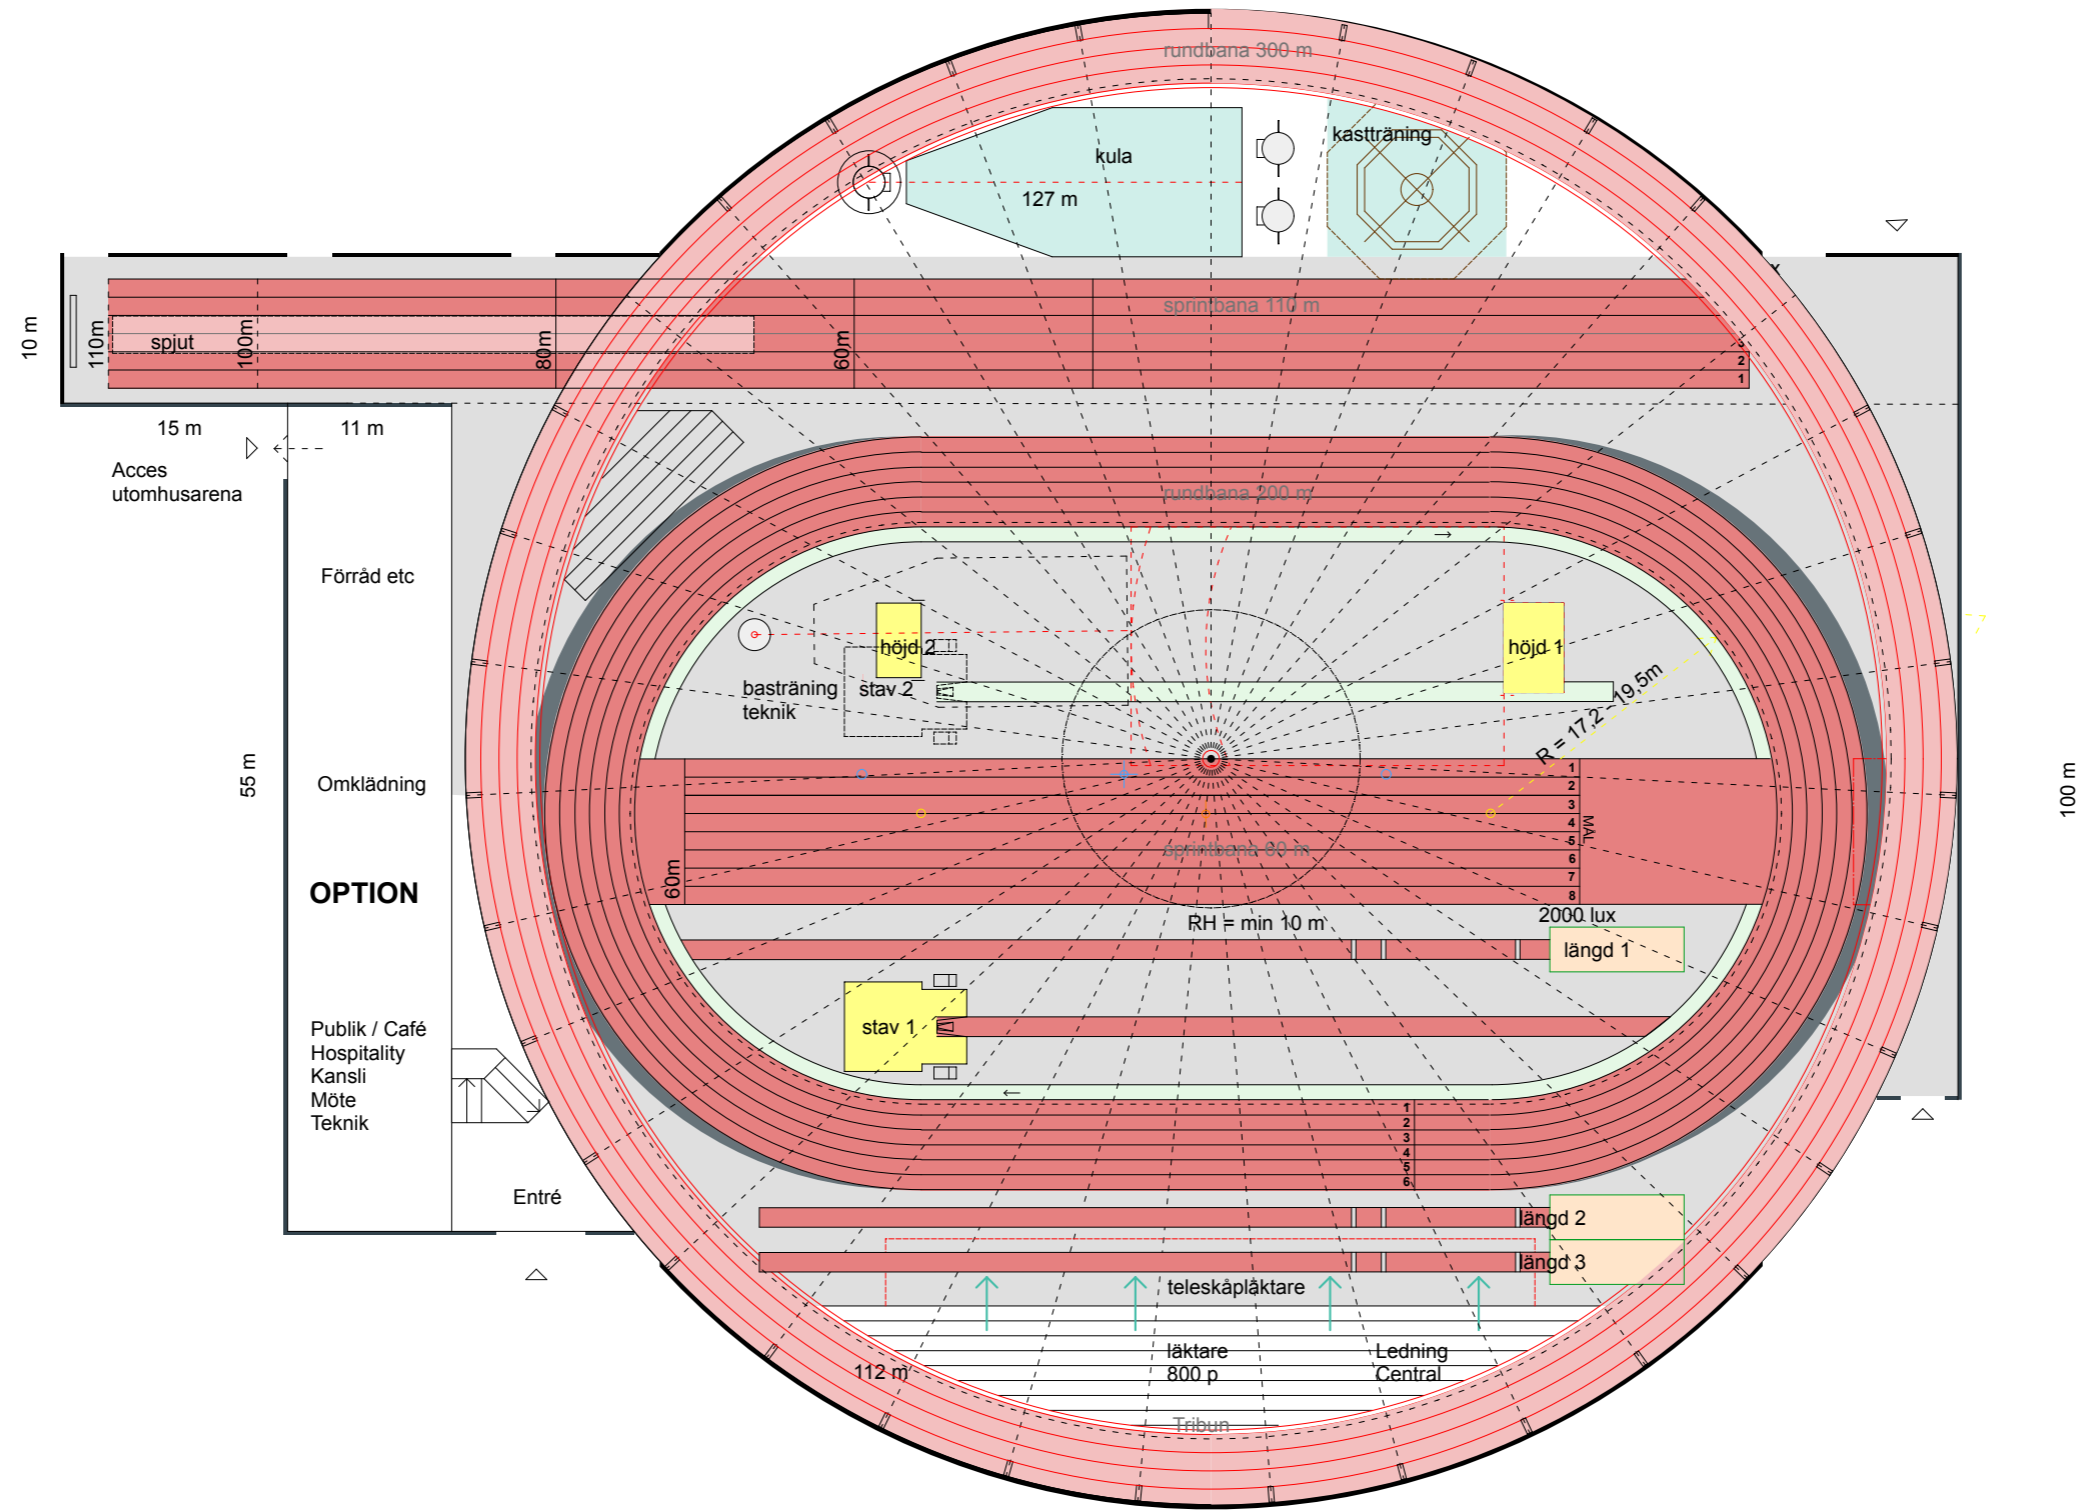 rundbana 300 m
kastträning
kula
127 m
sprintbana 110 m
10 m
110m
spjut
100m
80m
60m
3
2
1
15 m
11 m
Acces
utomhusarena
rundbana 200 m
Förråd etc
höjd 2
höjd 1
basträning
teknik
stav 2
R = 17,2 - 19,5m
55 m
Omklädning
100 m
1
2
3
4
5
6
7
8
MÅL
sprintbana 60 m
60m
OPTION
RH = min 10 m
2000 lux
längd 1
stav 1
Publik / Café
Hospitality
Kansli
Möte
Teknik
1
2
3
4
5
6
Entré
längd 2
längd 3
teleskåpläktare
läktare
800 p
Ledning
Central
112 m
Tribun